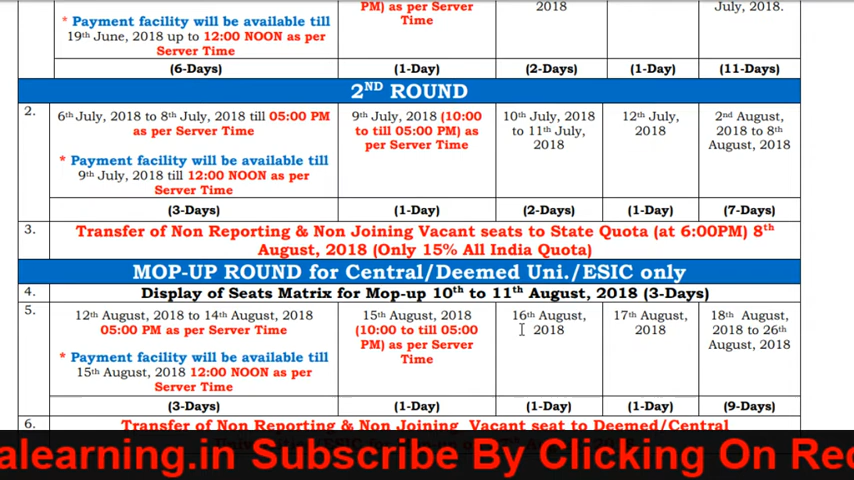 * Payment facility will be available till
19th June, 2018 up to 12:00 NOON as per
Server Time
PM) as per Server
Time
2018
July, 2018.
(6-Days)
(1-Day)
(2-Days)
(1-Day)
(11-Days)
2ND ROUND
2.
6th July, 2018 to 8th July, 2018 till 05:00 PM
as per Server Time
* Payment facility will be available till
9th July, 2018 till 12:00 NOON as per
Server Time
9th July, 2018 (10:00
to till 05:00 PM) as
per Server Time
10th July, 2018
to 11th July,
2018
12th July,
2018
2nd August,
2018 to 8th
August, 2018
(3-Days)
(1-Day)
(2-Days)
(1-Day)
(7-Days)
3.
Transfer of Non Reporting & Non Joining Vacant seats to State Quota (at 6:00PM) 8th
August, 2018 (Only 15% All India Quota)
MOP-UP ROUND for Central/Deemed Uni./ESIC only
4.
Display of Seats Matrix for Mop-up 10th to 11th August, 2018 (3-Days)
5.
12th August, 2018 to 14th August, 2018
05:00 PM as per Server Time
* Payment facility will be available till
15th August, 2018 12:00 NOON as per
Server Time
15th August, 2018
(10:00 to till 05:00
PM) as per Server
Time
16th August,
2018
17th August,
2018
18th August,
2018 to 26th
August, 2018
(3-Days)
(1-Day)
(1-Day)
(1-Day)
(9-Days)
6.
Transfer of Non Reporting & Non Joining Vacant seat to Deemed/Central
alearning.in Subscribe By Clicking On Rec